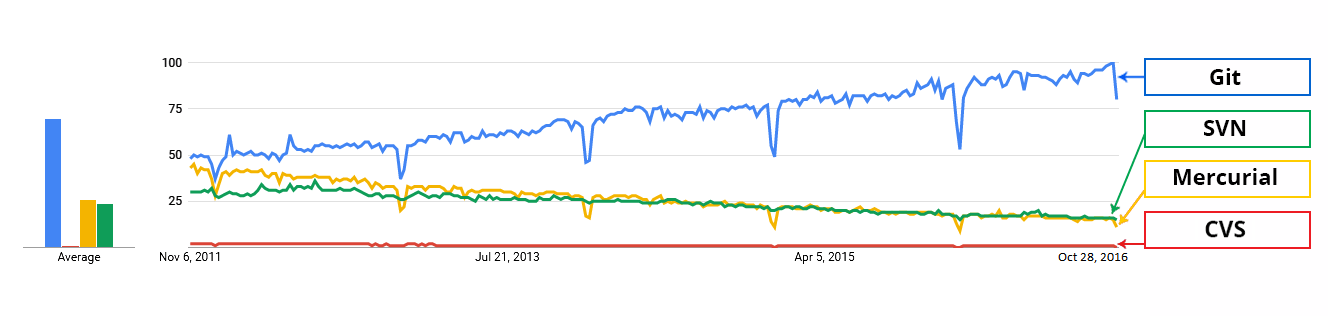 100
75
50
25
Average
Nov 6, 2011
Jul 21, 2013
Apr 5, 2015
Oct 28, 2016
Git
SVN
Mercurial
CVS